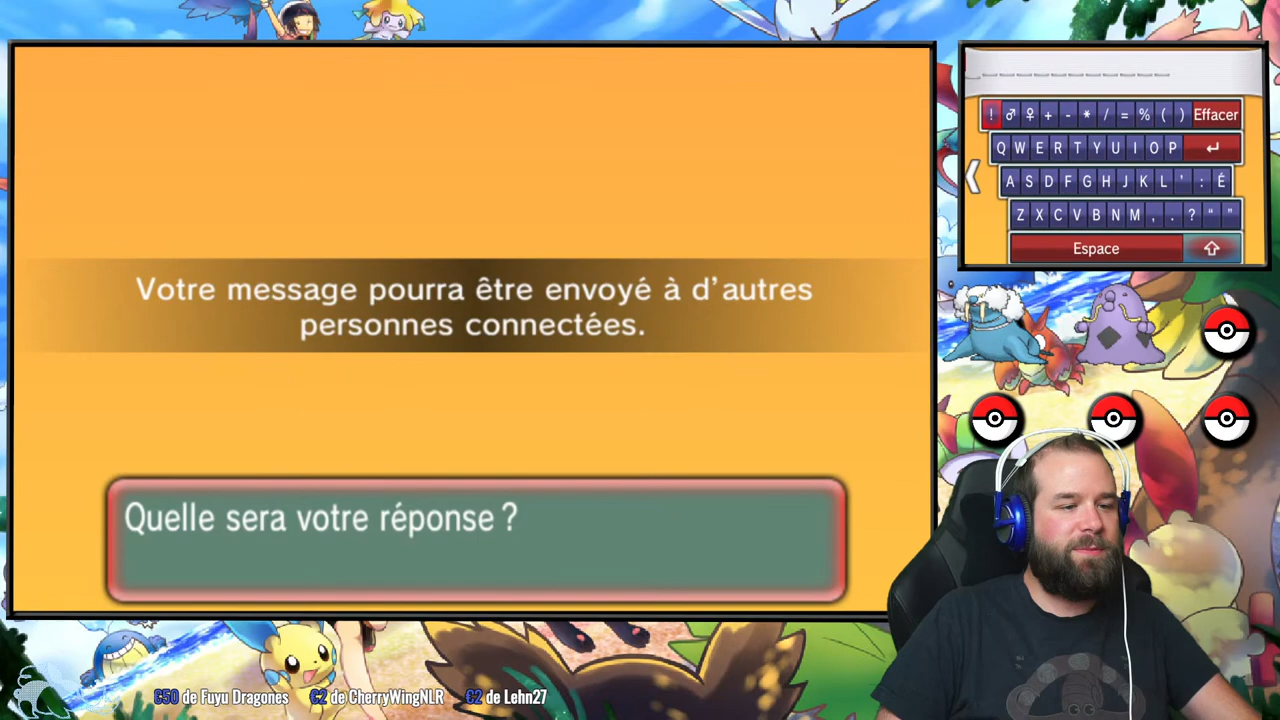 Votre message pourra être envoyé à d'autres
personnes connectées.
Quelle sera votre réponse ?
! ♂ ♀ + - * / = % ( ) Effacer
Q W E R T Y U I O P ↵
A S D F G H J K L ' : É
Z X C V B N M , . ? “ ”
Espace
€50 de Fuyu Dragones €2 de CherryWingNLR €2 de Lehn27